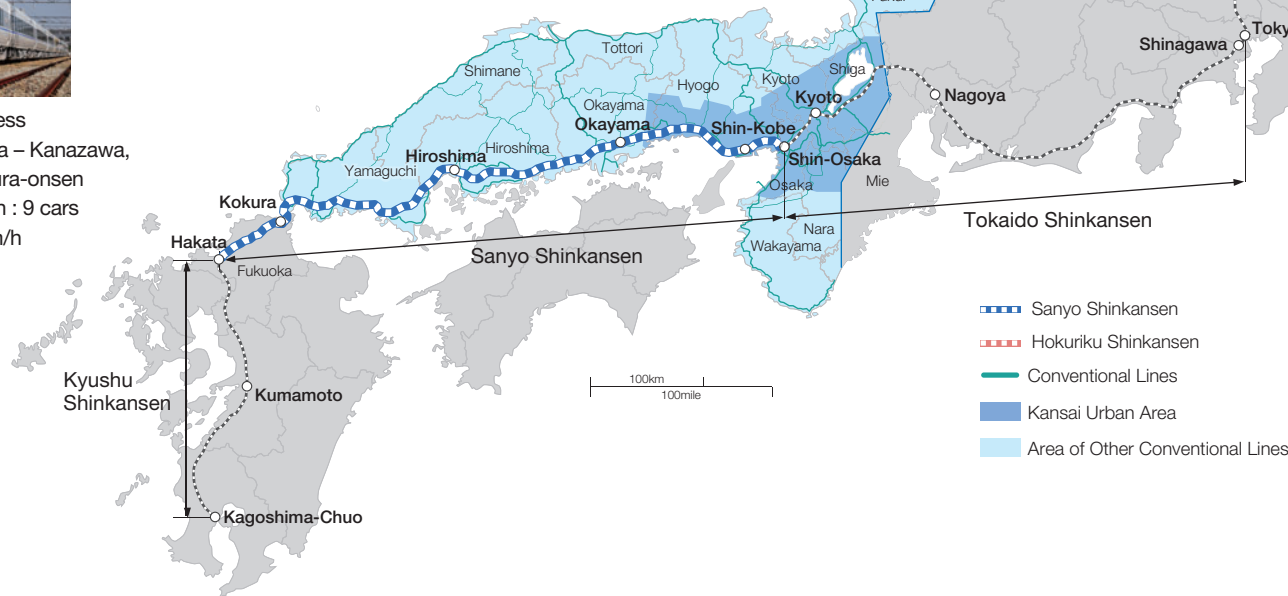 ess
a – Kanazawa,
ura-onsen
n : 9 cars
n/h
Tottori
Shimane
Hyogo
Kyoto
Shiga
Kyoto
Okayama
Okayama
Shin-Kobe
Hiroshima
Hiroshima
Yamaguchi
Shin-Osaka
Osaka
Mie
Nara
Wakayama
Kokura
Hakata
Fukuoka
Shinagawa
Toky
Nagoya
Sanyo Shinkansen
Tokaido Shinkansen
Kyushu
Shinkansen
Kumamoto
Kagoshima-Chuo
100km
100mile
Sanyo Shinkansen
Hokuriku Shinkansen
Conventional Lines
Kansai Urban Area
Area of Other Conventional Lines